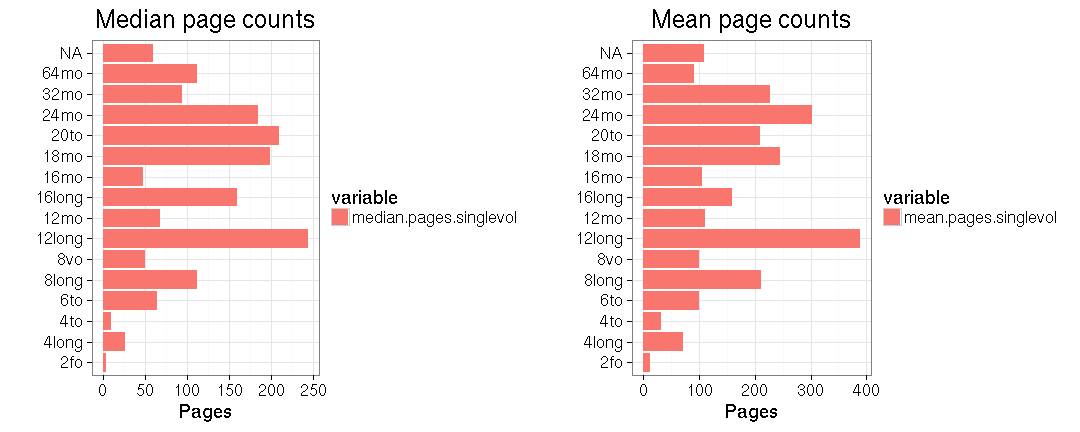 Median page counts
NA
64mo
32mo
24mo
20to
18mo
16mo
16long
12mo
12long
8vo
8long
6to
4to
4long
2fo
0 50 100 150 200 250
Pages
variable
median.pages.singlevol
Mean page counts
NA
64mo
32mo
24mo
20to
18mo
16mo
16long
12mo
12long
8vo
8long
6to
4to
4long
2fo
0 100 200 300 400
Pages
variable
mean.pages.singlevol